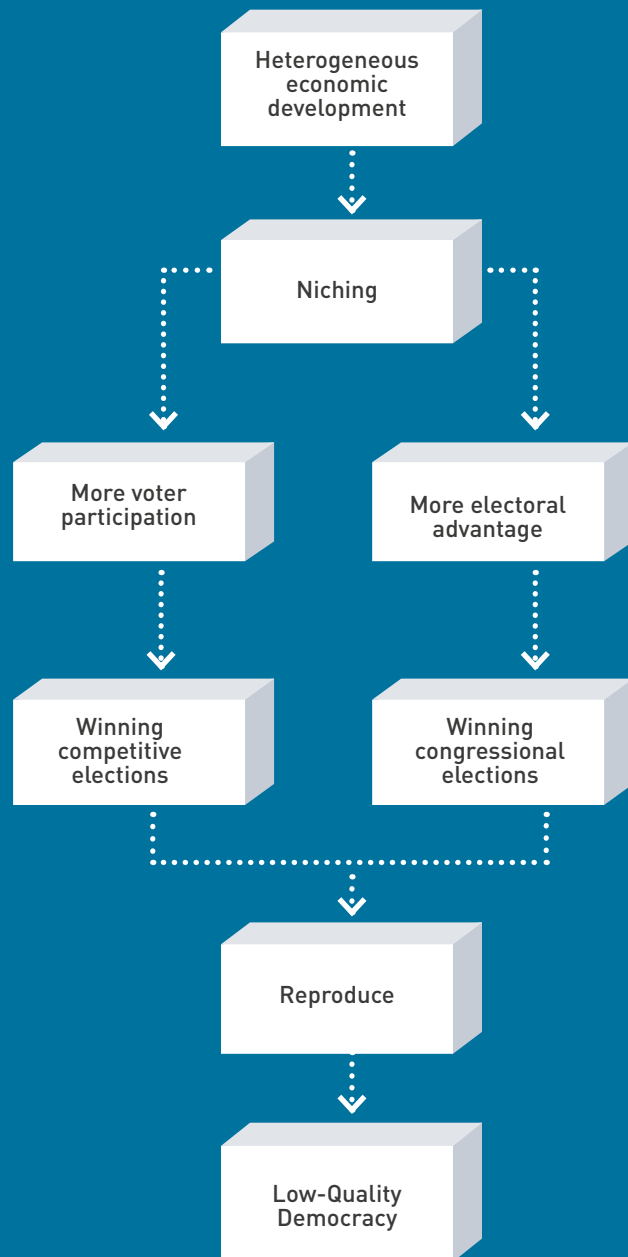 Heterogeneous
economic
development
Niching
More voter
participation
More electoral
advantage
Winning
competitive
elections
Winning
congressional
elections
Reproduce
Low-Quality
Democracy